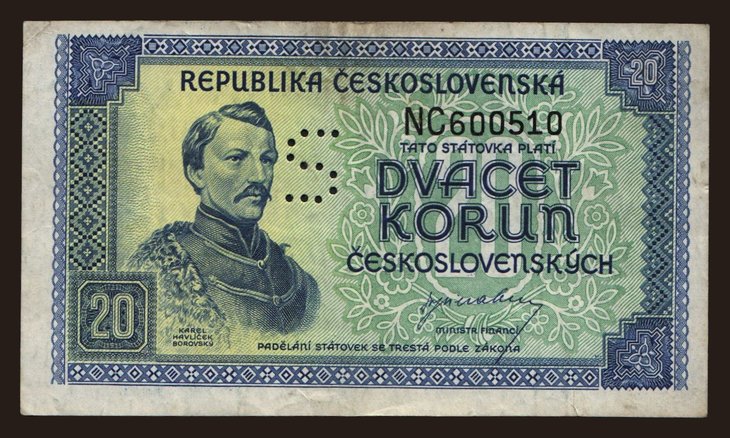 20
REPUBLIKA ČESKOSLOVENSKÁ
NC600510
TATO STÁTOVKA PLATÍ
DVACET
KORUN
ČESKOSLOVENSKÝCH
20
KAREL
HAVLÍČEK
BOROVSKÝ
MINISTR FINANCÍ
PADĚLÁNÍ STÁTOVEK SE TRESTÁ PODLE ZÁKONA
S